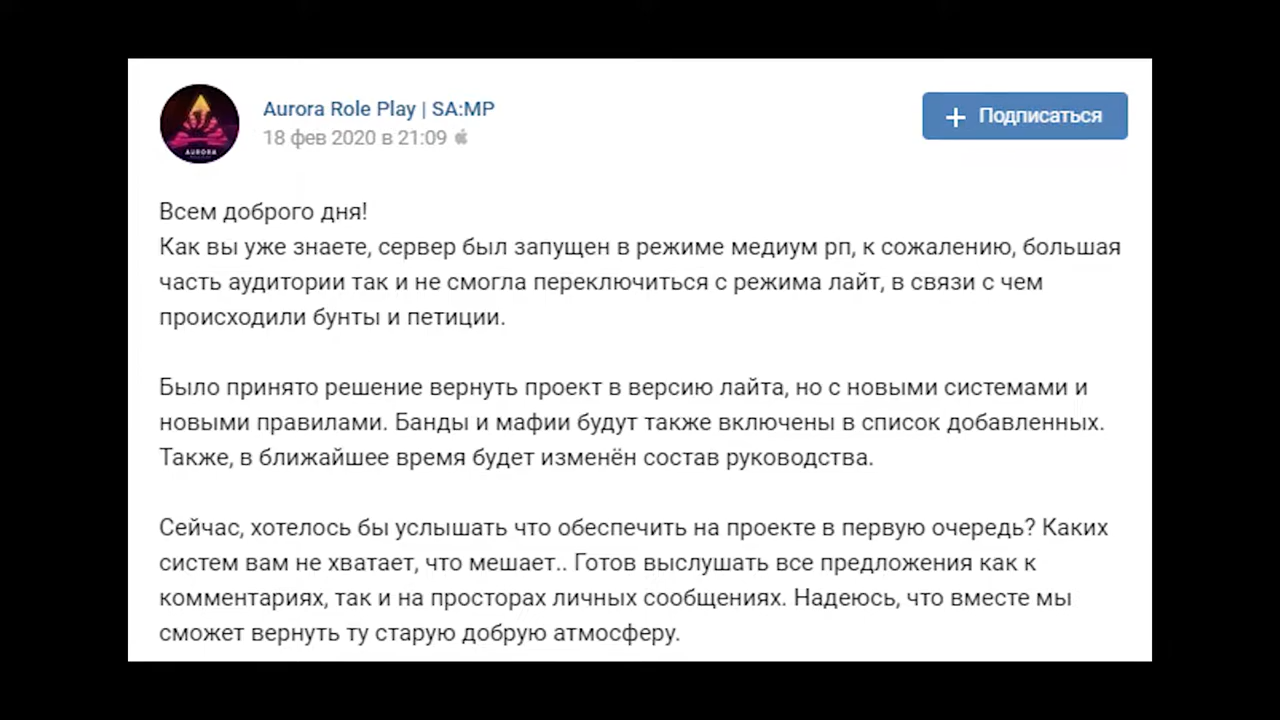 Aurora Role Play | SA:MP
18 фев 2020 в 21:09
+ Подписаться
AURORA
Всем доброго дня!
Как вы уже знаете, сервер был запущен в режиме медиум рп, к сожалению, большая
часть аудитории так и не смогла переключиться с режима лайт, в связи с чем
происходили бунты и петиции.
Было принято решение вернуть проект в версию лайта, но с новыми системами и
новыми правилами. Банды и мафии будут также включены в список добавленных.
Также, в ближайшее время будет изменён состав руководства.
Сейчас, хотелось бы услышать что обеспечить на проекте в первую очередь? Каких
систем вам не хватает, что мешает.. Готов выслушать все предложения как к
комментариях, так и на просторах личных сообщениях. Надеюсь, что вместе мы
сможет вернуть ту старую добрую атмосферу.